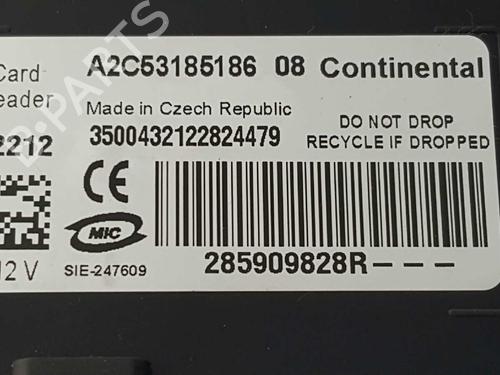 Card A2C53185186 08 Continental
eader Made in Czech Republic
2212 3500432122824479 DO NOT DROP
RECYCLE IF DROPPED
CE
MiC
12 V SIE-247609 285909828R---
B-PARTS